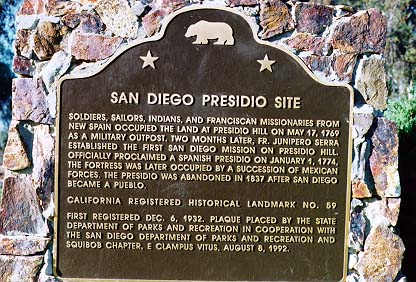 SAN DIEGO PRESIDIO SITE
SOLDIERS, SAILORS, INDIANS, AND FRANCISCAN MISSIONARIES FROM
NEW SPAIN OCCUPIED THE LAND AT PRESIDIO HILL ON MAY 17, 1769
AS A MILITARY OUTPOST. TWO MONTHS LATER, FR. JUNIPERO SERRA
ESTABLISHED THE FIRST SAN DIEGO MISSION ON PRESIDIO HILL.
OFFICIALLY PROCLAIMED A SPANISH PRESIDIO ON JANUARY 1, 1774,
THE FORTRESS WAS LATER OCCUPIED BY A SUCCESSION OF MEXICAN
FORCES. THE PRESIDIO WAS ABANDONED IN 1837 AFTER SAN DIEGO
BECAME A PUEBLO.
CALIFORNIA REGISTERED HISTORICAL LANDMARK NO. 59
FIRST REGISTERED DEC. 6, 1932. PLAQUE PLACED BY THE STATE
DEPARTMENT OF PARKS AND RECREATION IN COOPERATION WITH
THE SAN DIEGO DEPARTMENT OF PARKS AND RECREATION AND
SQUIBOB CHAPTER, E CLAMPUS VITUS, AUGUST 8, 1992.